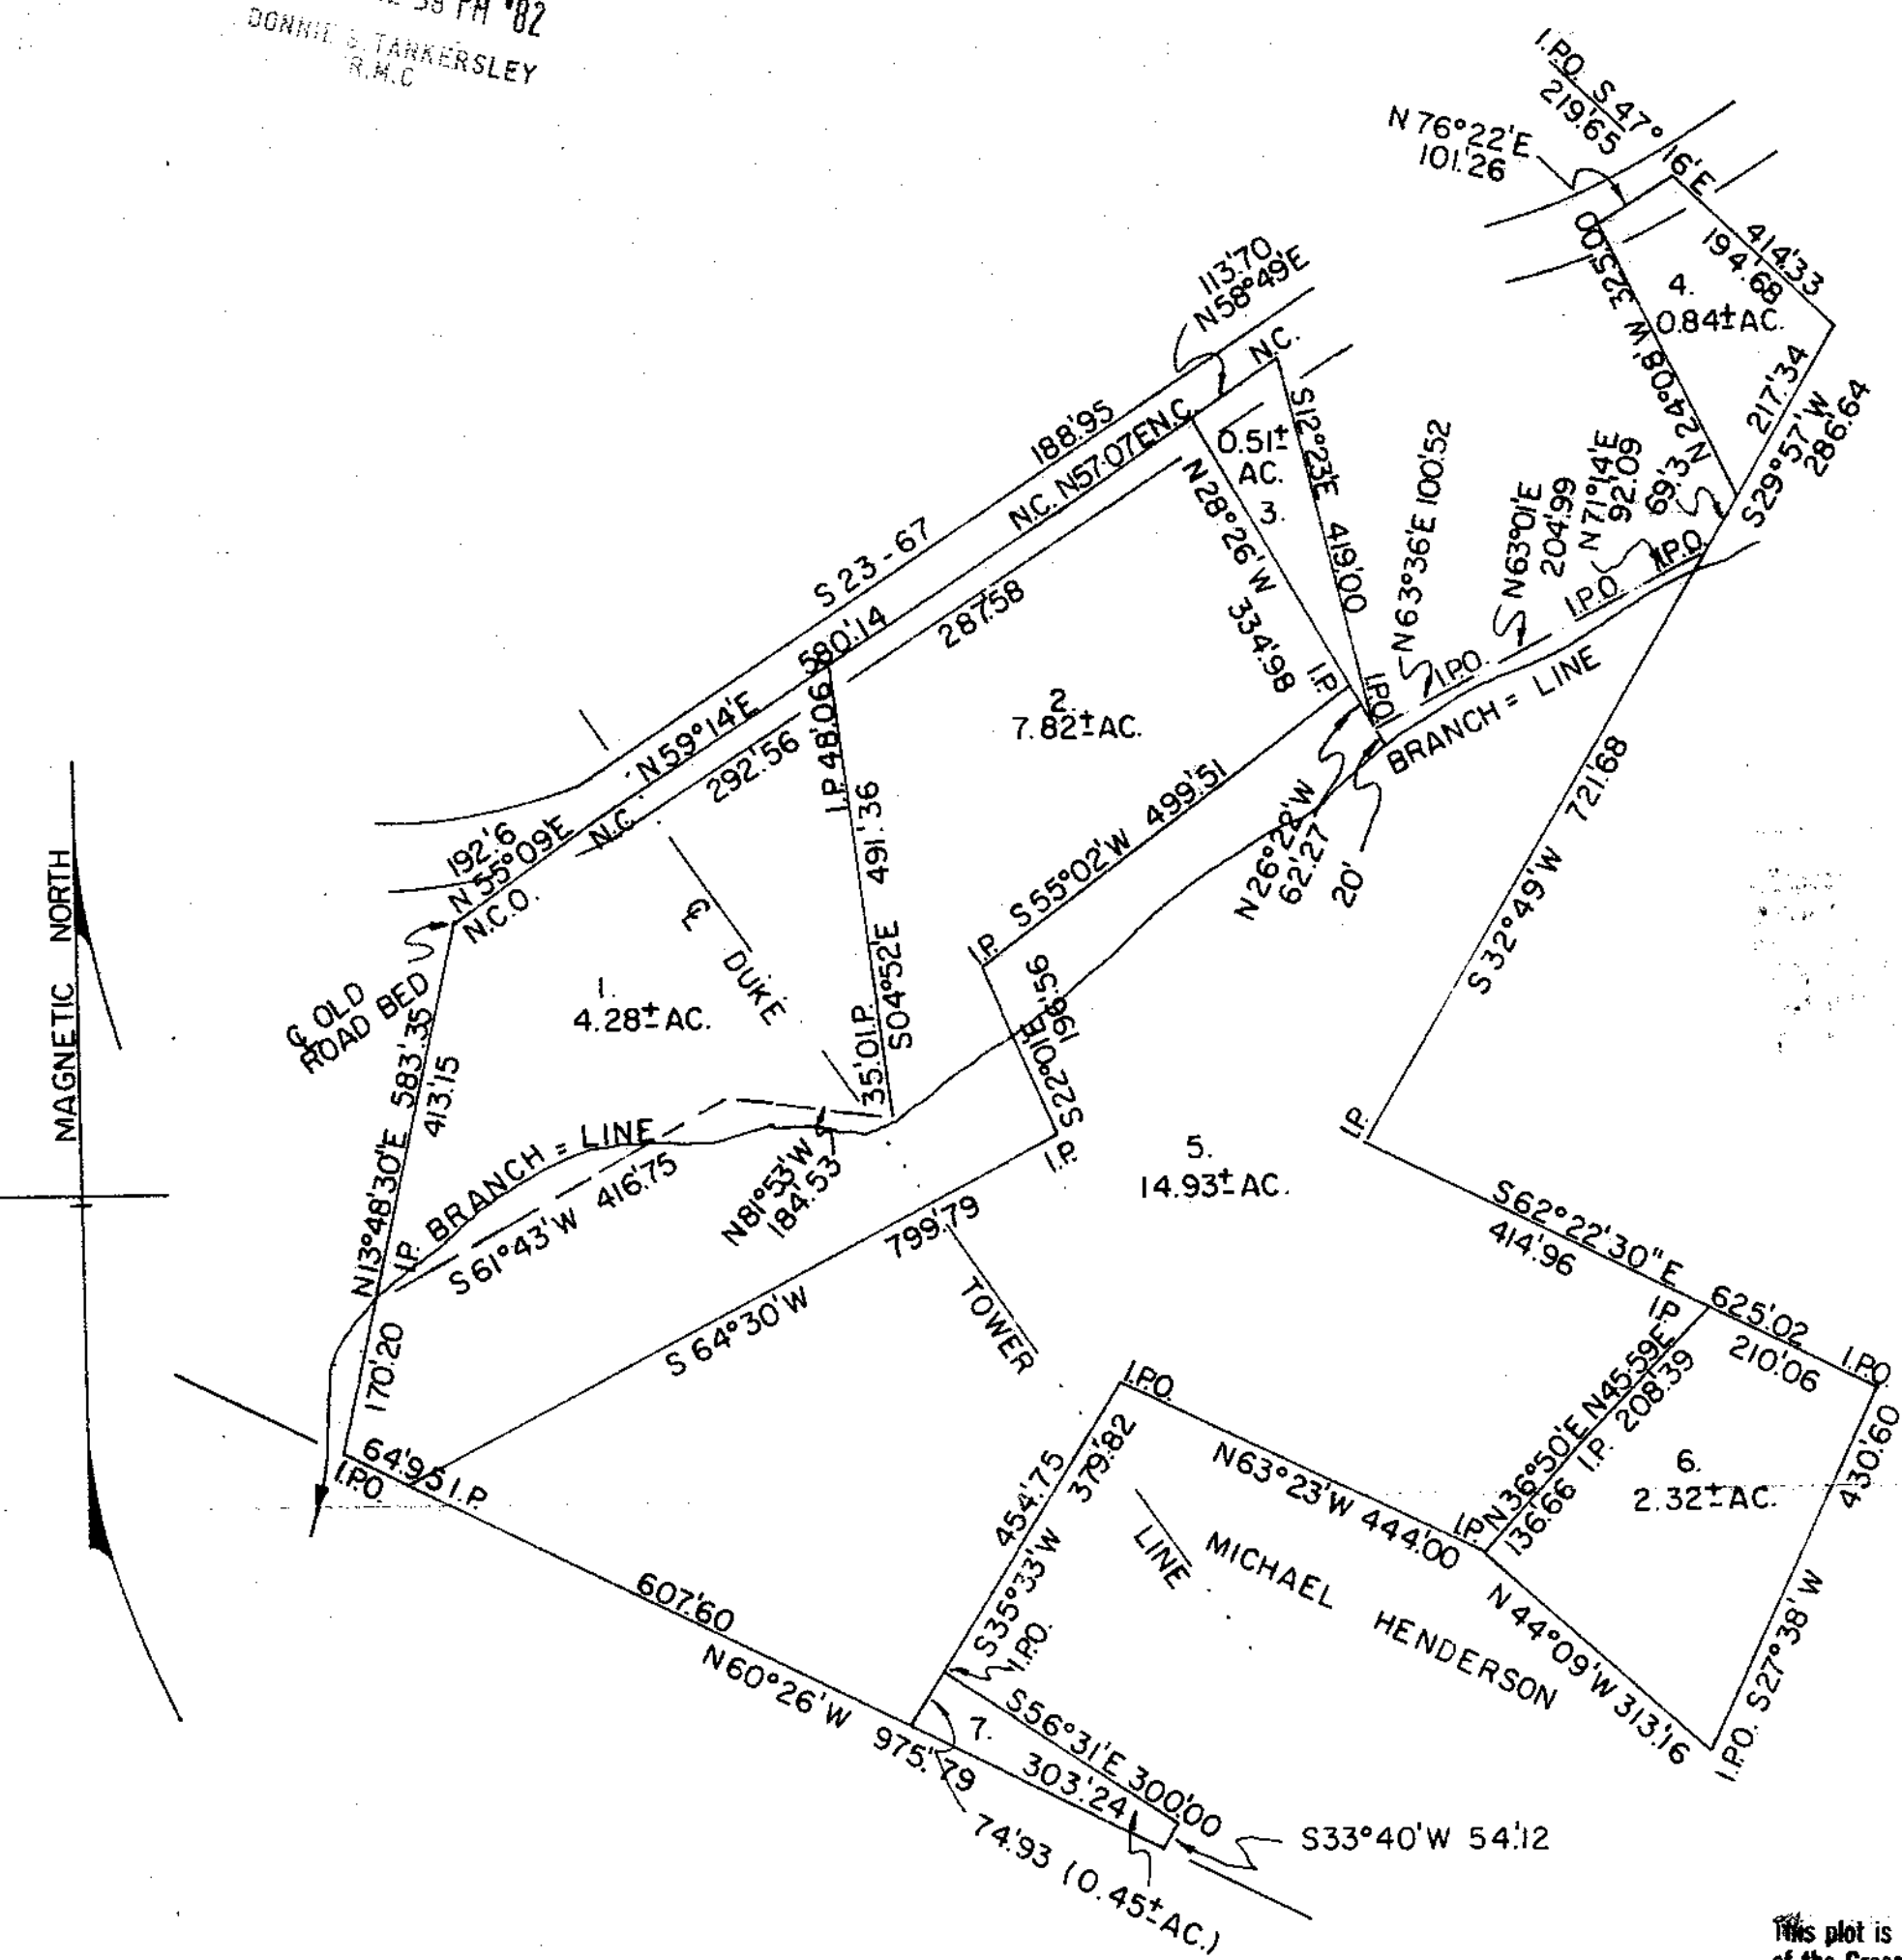 58 PM '82
DONNIE S. TANKERSLEY
R.M.C
I.P.O. S 47° 16'E
219.'65
N 76°22'E
101.'26
414.'33
194.'68
4.
0.84± AC.
N 24°08'W 325.'00
217.'34
S29°57'W
286.'64
113.'70
N58°49'E
N.C.
188.'95
N.C. N57.07E N.C.
0.51±
AC.
3.
S12°23'E 419.'00
N28°26'W 334.'98
N63°36'E 100.'52
N63°01'E
204.'99
N71°14'E
92.'09
69.'3
I.P.O.
I.P.O.
I.P.O.
I.P.O.
I.P.
BRANCH = LINE
S 23-67
580.'14
287.'58
N59°14'E
292.'56
192.'6
N 55°09'E
N.C.
N.C.O.
I.P. 48.'06
491.'36
S04°52'E
35.'0 I.P.
2.
7.82± AC.
S55°02'W 499.'51
I.P.
N26°22'W
62.'27
20'
S 32°49'W 721.'68
MAGNETIC NORTH
℄ OLD
ROAD BED
1.
4.28± AC.
℄ DUKE
S22°01'E
196.'56
I.P.
N13°48'30"E 583.'35
413.'15
I.P.
BRANCH = LINE
S61°43'W 416.'75
N81°53'W
184.'53
5.
14.93± AC.
I.P.
S62°22'30"E
414.'96
625.'02
I.P.
210.'06
I.P.O.
799.'79
S 64°30'W
TOWER
170.'20
64.'95 I.P.
I.P.O.
I.P.O.
454.'75
379.'82
S35°33'W
N63°23'W 444.'00
I.P.
N36°50'E N45.59E
136.'66 I.P. 208.'39
6.
2.32± AC.
430.'60
S27°38'W
I.P.O.
LINE
MICHAEL HENDERSON
N 44°09'W 313.'16
607.'60
N60°26'W 975.'79
I.P.O.
S56°31'E 300.'00
7.
303.'24
S33°40'W 54.'12
74.'93 (0.45± AC.)
This plot is